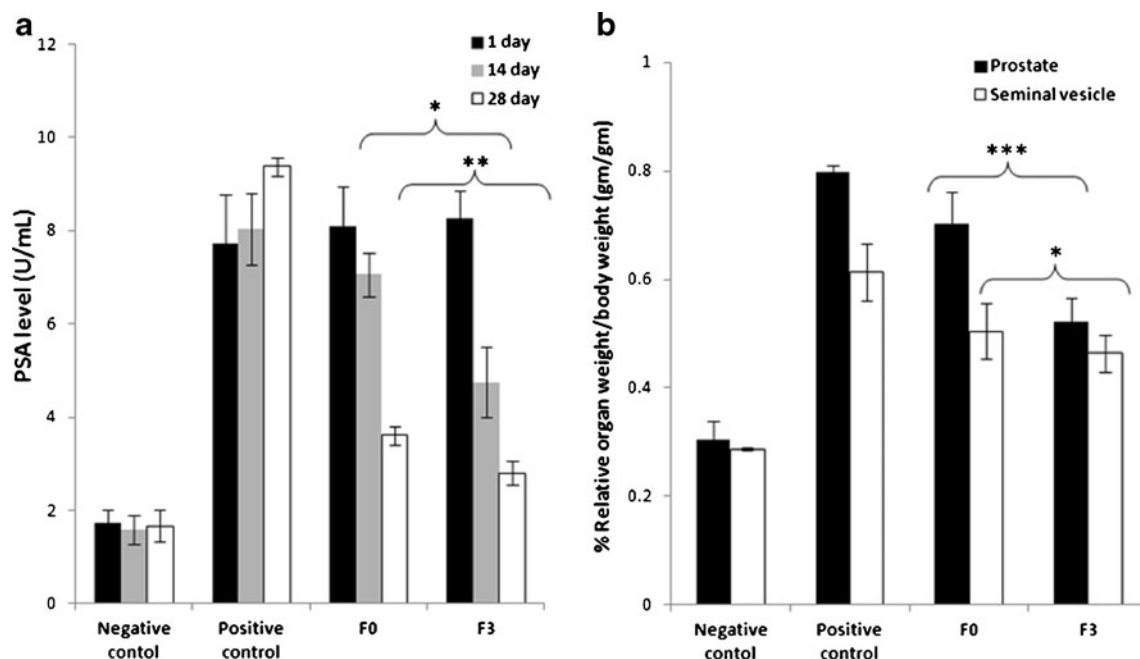 a
12
10
8
6
4
2
0
PSA level (U/mL)
1 day
14 day
28 day
*
**
Negative contol
Positive control
F0
F3
b
1
0.8
0.6
0.4
0.2
0
% Relative organ weight/body weight (gm/gm)
Prostate
Seminal vesicle
***
*
Negative contol
Positive control
F0
F3